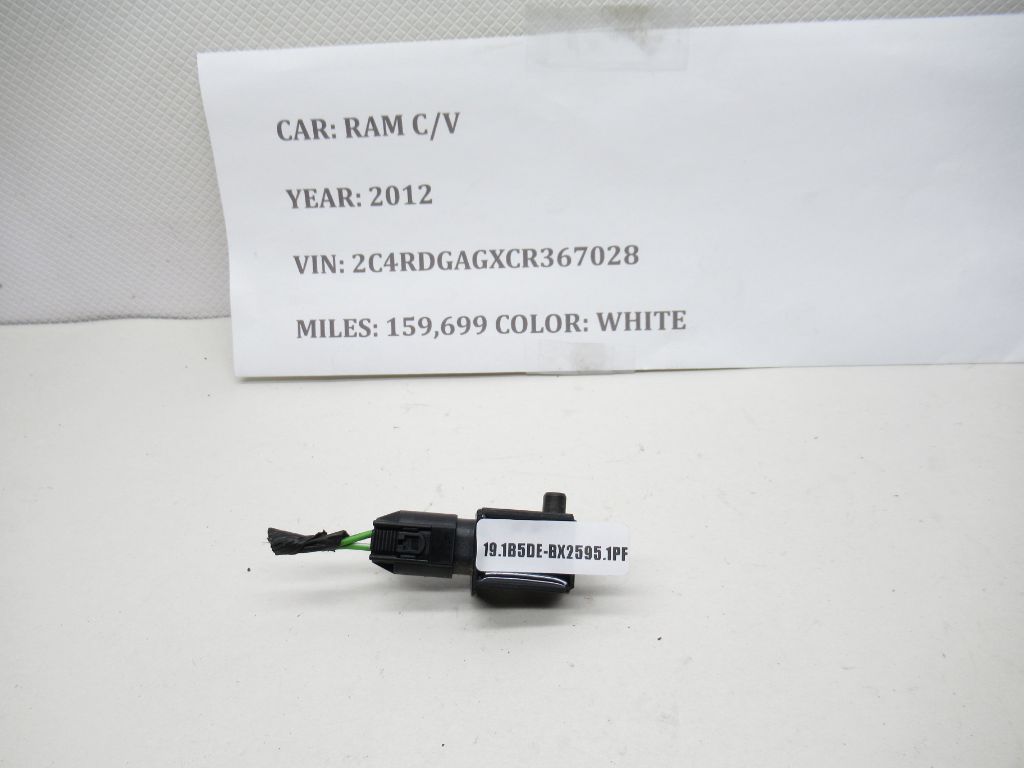 CAR: RAM C/V
YEAR: 2012
VIN: 2C4RDGAGXCR367028
MILES: 159,699 COLOR: WHITE
19.1B5DE-BX2595.1PF